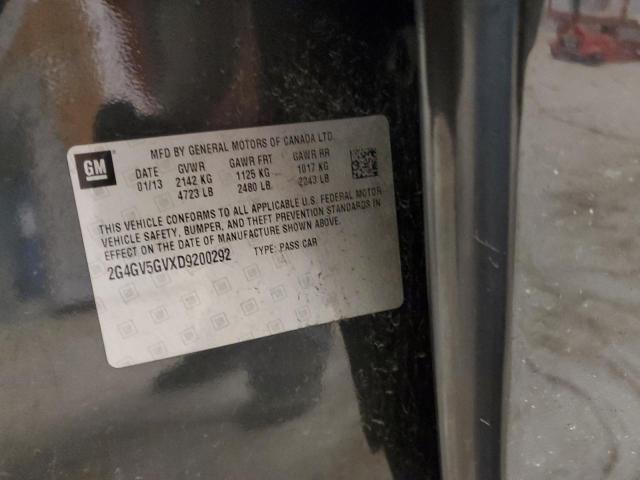 GM
MFD BY GENERAL MOTORS OF CANADA LTD.
DATE GVWR GAWR FRT GAWR RR
01/13 2142 KG 1125 KG 1017 KG
4723 LB 2480 LB 2243 LB
THIS VEHICLE CONFORMS TO ALL APPLICABLE U.S. FEDERAL MOTOR
VEHICLE SAFETY, BUMPER, AND THEFT PREVENTION STANDARDS IN
EFFECT ON THE DATE OF MANUFACTURE SHOWN ABOVE.
2G4GV5GVXD9200292 TYPE: PASS CAR